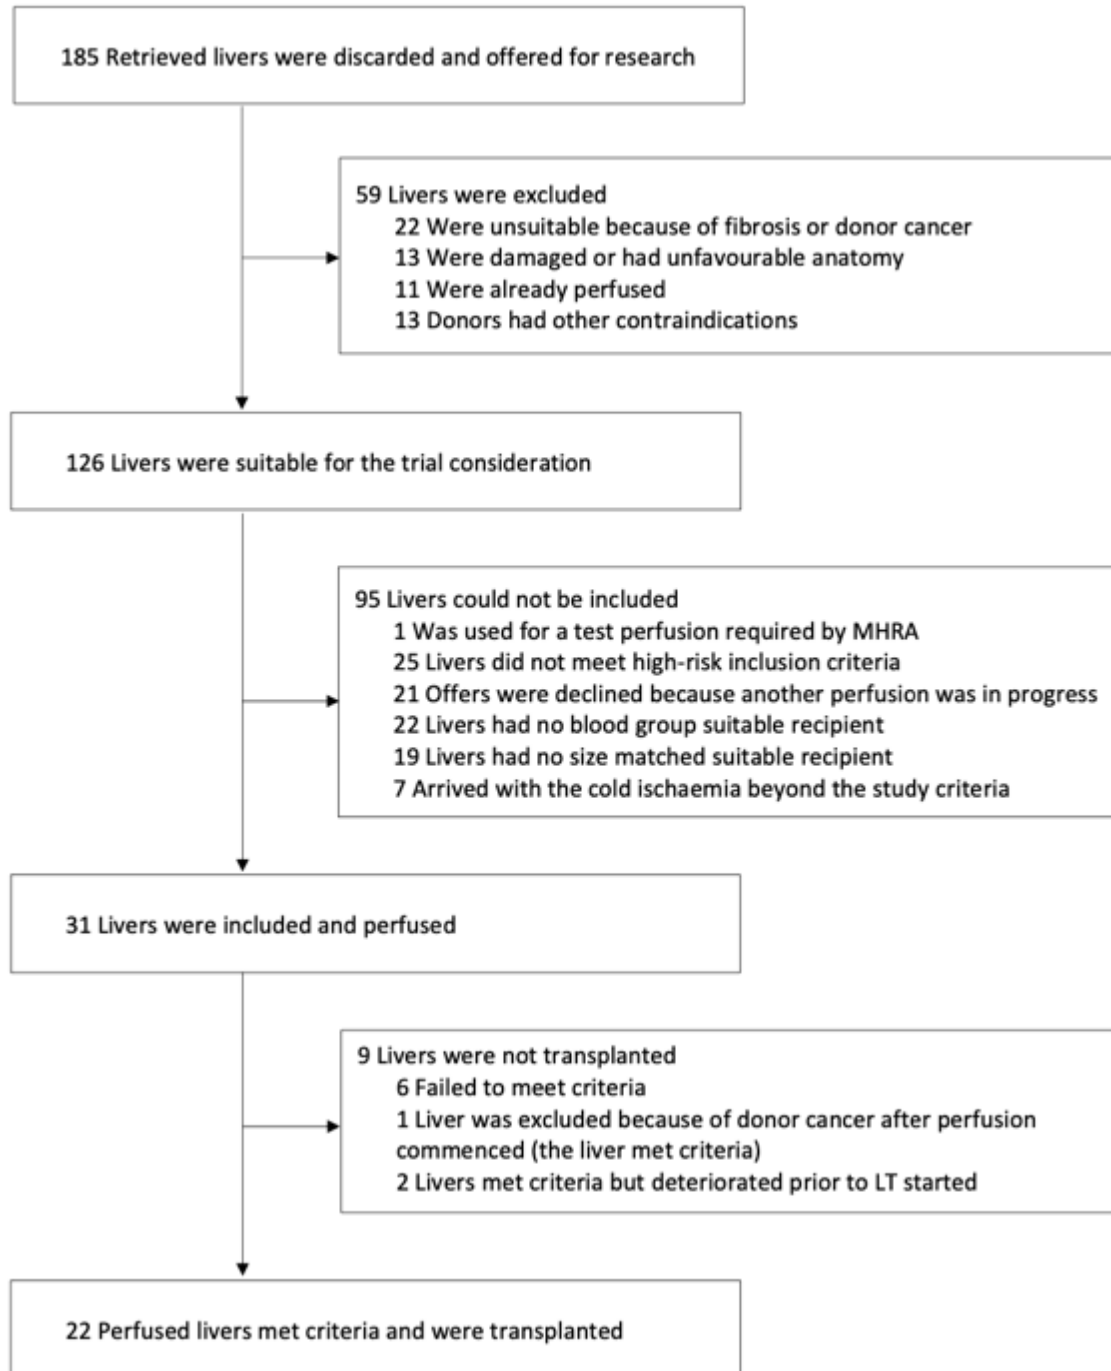 185 Retrieved livers were discarded and offered for research
59 Livers were excluded
22 Were unsuitable because of fibrosis or donor cancer
13 Were damaged or had unfavourable anatomy
11 Were already perfused
13 Donors had other contraindications
126 Livers were suitable for the trial consideration
95 Livers could not be included
1 Was used for a test perfusion required by MHRA
25 Livers did not meet high-risk inclusion criteria
21 Offers were declined because another perfusion was in progress
22 Livers had no blood group suitable recipient
19 Livers had no size matched suitable recipient
7 Arrived with the cold ischaemia beyond the study criteria
31 Livers were included and perfused
9 Livers were not transplanted
6 Failed to meet criteria
1 Liver was excluded because of donor cancer after perfusion
commenced (the liver met criteria)
2 Livers met criteria but deteriorated prior to LT started
22 Perfused livers met criteria and were transplanted